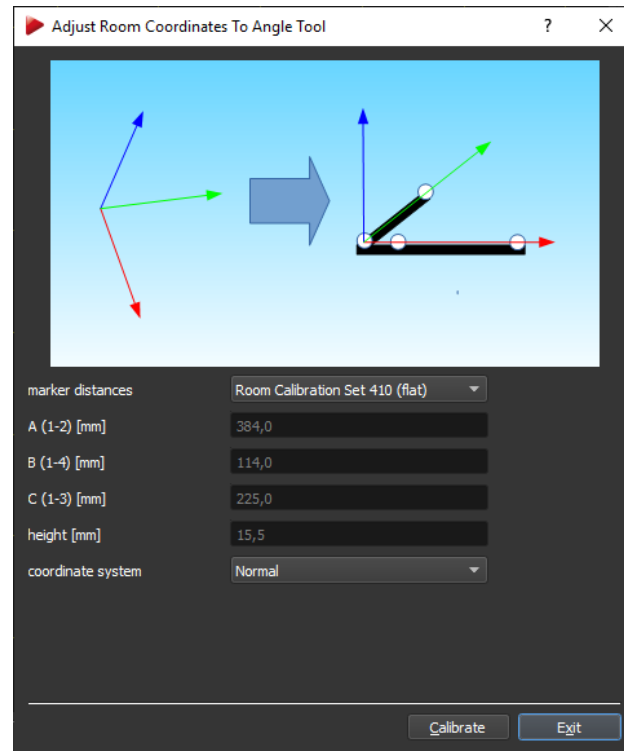 Adjust Room Coordinates To Angle Tool ?
marker distances Room Calibration Set 410 (flat)
A (1-2) [mm] 384,0
B (1-4) [mm] 114,0
C (1-3) [mm] 225,0
height [mm] 15,5
coordinate system Normal
Calibrate Exit